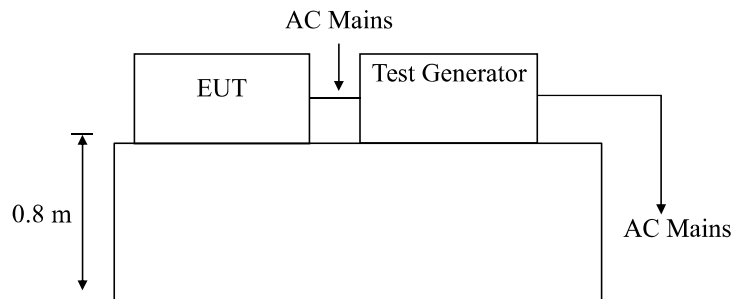 AC Mains
EUT
Test Generator
0.8 m
AC Mains